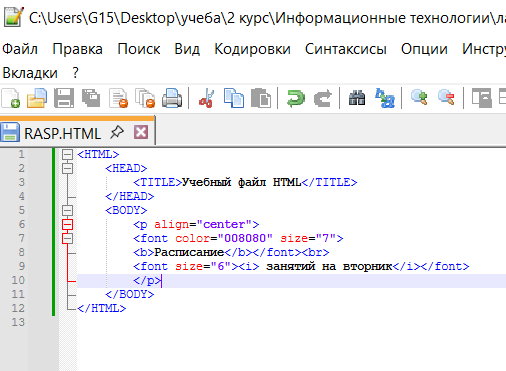 C:\Users\G15\Desktop\учеба\2 курс\Информационные технологии\ла
Файл Правка Поиск Вид Кодировки Синтаксисы Опции Инстру
Вкладки ?
RASP.HTML
1 <HTML>
2 <HEAD>
3 <TITLE>Учебный файл HTML</TITLE>
4 </HEAD>
5 <BODY>
6 <p align="center">
7 <font color="008080" size="7">
8 <b>Расписание</b></font><br>
9 <font size="6"><i> занятий на вторник</i></font>
10 </p>
11 </BODY>
12 </HTML>
13